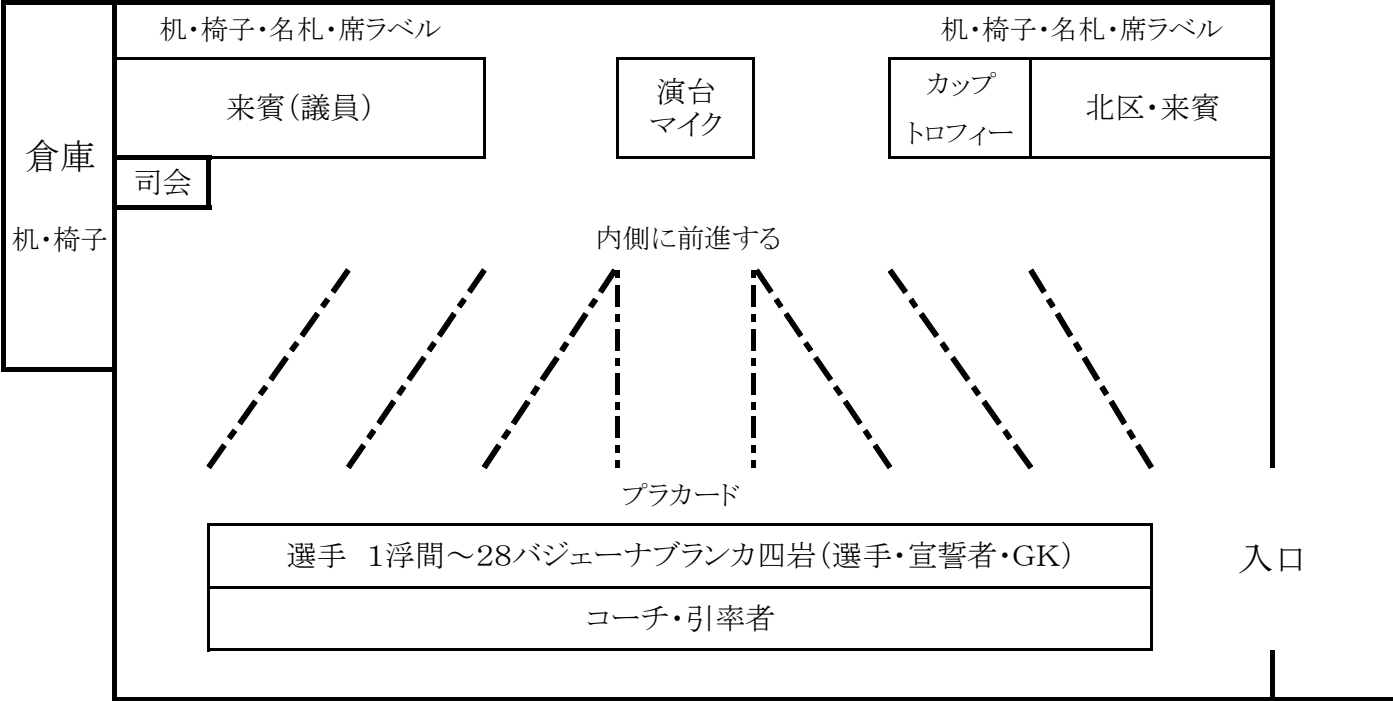 机・椅子・名札・席ラベル
机・椅子・名札・席ラベル
来賓(議員)
演台
マイク
カップ
トロフィー
北区・来賓
倉庫
机・椅子
司会
内側に前進する
プラカード
選手　1浮間～28バジェーナブランカ四岩(選手・宣誓者・GK)
コーチ・引率者
入口